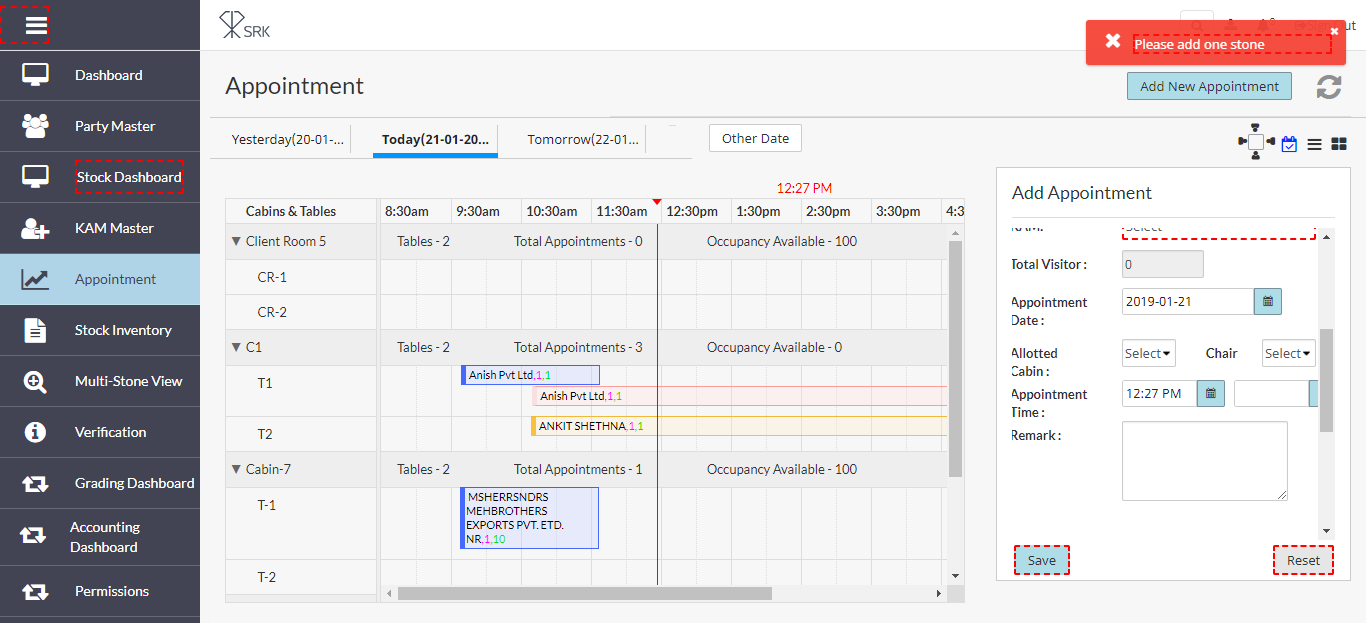 SRK
Please add one stone
Dashboard
Party Master
Stock Dashboard
KAM Master
Appointment
Stock Inventory
Multi-Stone View
Verification
Grading Dashboard
Accounting
Dashboard
Permissions
Appointment
Add New Appointment
Yesterday(20-01-...
Today(21-01-20...
Tomorrow(22-01...
Other Date
12:27 PM
Cabins & Tables
8:30am 9:30am 10:30am 11:30am 12:30pm 1:30pm 2:30pm 3:30pm 4:3
Client Room 5 Tables - 2 Total Appointments - 0 Occupancy Available - 100
CR-1
CR-2
C1 Tables - 2 Total Appointments - 3 Occupancy Available - 0
T1
Anish Pvt Ltd,1,1
Anish Pvt Ltd,1,1
T2
ANKIT SHETHNA,1,1
Cabin-7 Tables - 2 Total Appointments - 1 Occupancy Available - 100
T-1
MSHERRSNDRS
MEHBROTHERS
EXPORTS PVT. ETD.
NR,1,10
T-2
Add Appointment
Total Visitor : 0
Appointment
Date : 2019-01-21
Allotted
Cabin : Select Chair Select
Appointment
Time : 12:27 PM
Remark :
Save
Reset